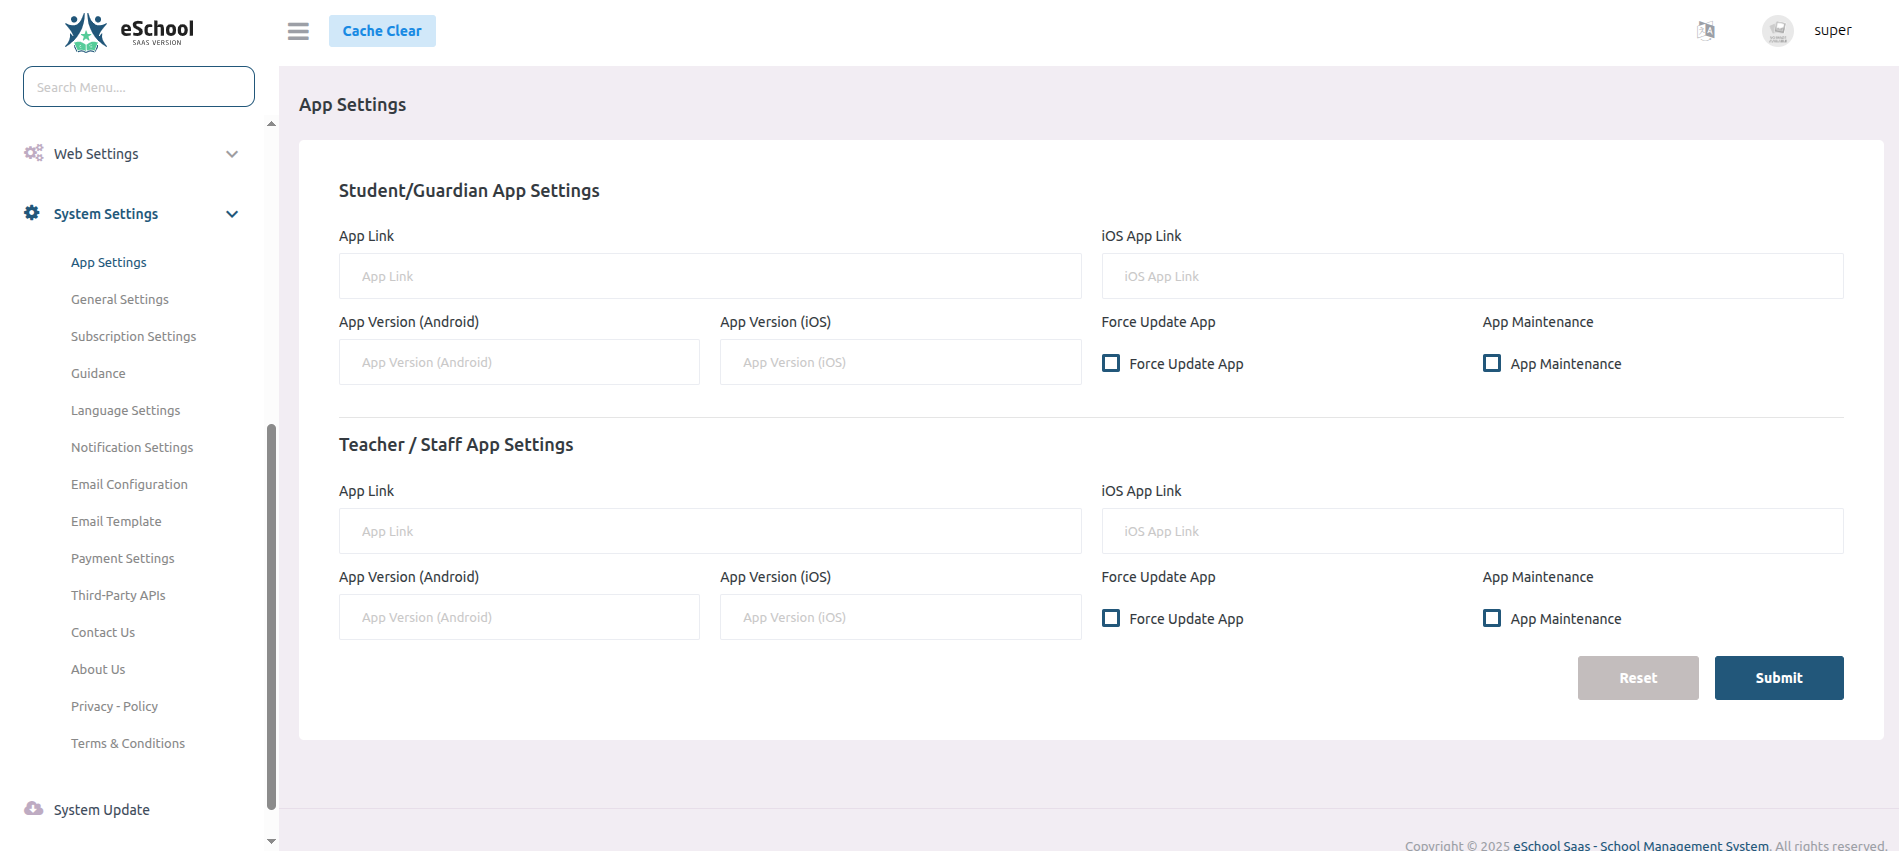 eSchool
SAAS VERSION
Cache Clear
super
Search Menu....
Web Settings
System Settings
App Settings
General Settings
Subscription Settings
Guidance
Language Settings
Notification Settings
Email Configuration
Email Template
Payment Settings
Third-Party APIs
Contact Us
About Us
Privacy - Policy
Terms & Conditions
System Update
App Settings
Student/Guardian App Settings
App Link
iOS App Link
App Link
iOS App Link
App Version (Android)
App Version (iOS)
Force Update App
App Maintenance
App Version (Android)
App Version (iOS)
Force Update App
App Maintenance
Teacher / Staff App Settings
App Link
iOS App Link
App Link
iOS App Link
App Version (Android)
App Version (iOS)
Force Update App
App Maintenance
App Version (Android)
App Version (iOS)
Force Update App
App Maintenance
Reset
Submit
Copyright © 2025 eSchool Saas - School Management System. All rights reserved.